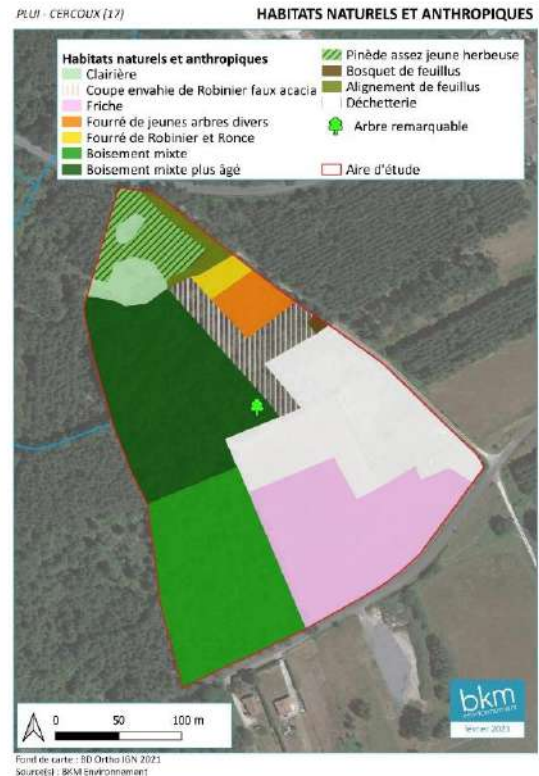 PLUI - CERCOUX (17)
HABITATS NATURELS ET ANTHROPIQUES
Habitats naturels et anthropiques
Clairière
Coupe envahie de Robinier faux acacia
Friche
Fourré de jeunes arbres divers
Fourré de Robinier et Ronce
Boisement mixte
Boisement mixte plus âgé
Pinède assez jeune herbeuse
Bosquet de feuillus
Alignement de feuillus
Déchetterie
Arbre remarquable
Aire d'étude
0 50 100 m
bkm
environnement
février 2023
Fond de carte : BD Ortho IGN 2021
Source(s) : BKM Environnement